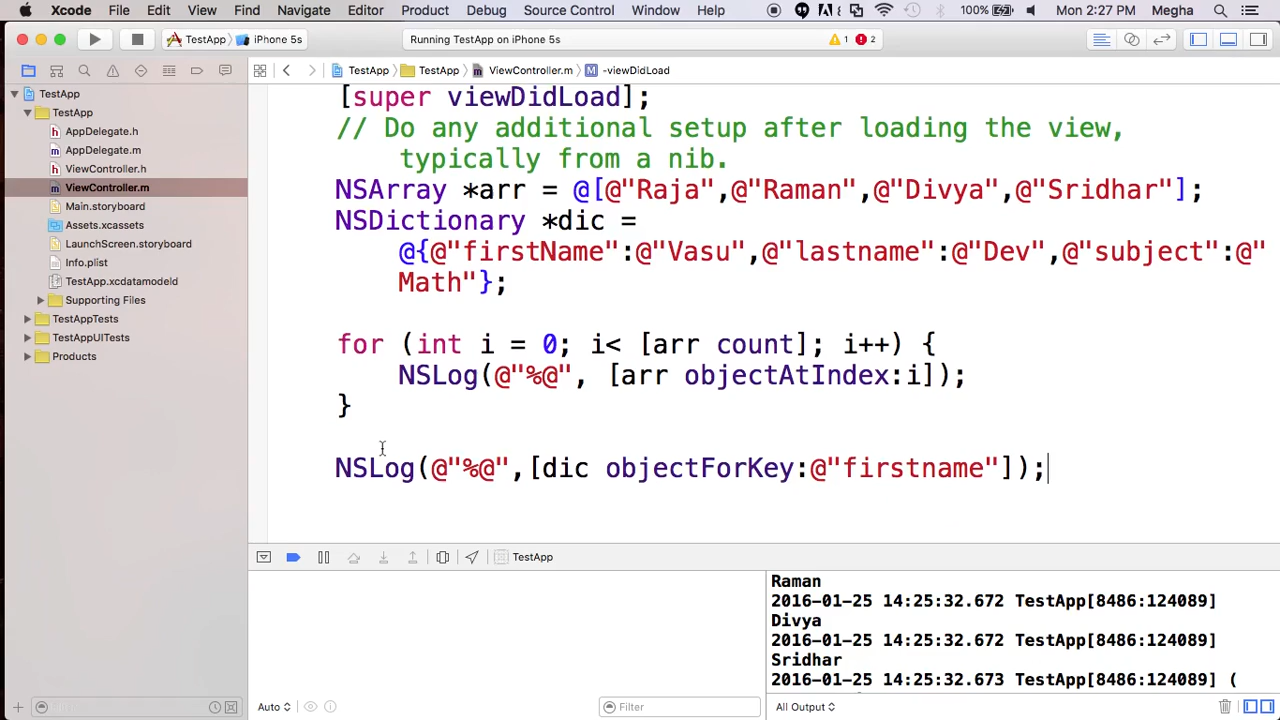 Xcode File Edit View Find Navigate Editor Product Debug Source Control Window Help 8 100% Mon 2:27 PM Megha
TestApp iPhone 5s Running TestApp on iPhone 5s 1 2
TestApp TestApp ViewController.m M -viewDidLoad
TestApp
TestApp
AppDelegate.h
AppDelegate.m
ViewController.h
ViewController.m
Main.storyboard
Assets.xcassets
LaunchScreen.storyboard
Info.plist
TestApp.xcdatamodeld
Supporting Files
TestAppTests
TestAppUITests
Products
[super viewDidLoad];
// Do any additional setup after loading the view,
typically from a nib.
NSArray *arr = @[@"Raja",@"Raman",@"Divya",@"Sridhar"];
NSDictionary *dic =
@{@"firstName":@"Vasu",@"lastname":@"Dev",@"subject":@"
Math"};
for (int i = 0; i< [arr count]; i++) {
NSLog(@"%@", [arr objectAtIndex:i]);
}
NSLog(@"%@",[dic objectForKey:@"firstname"]);
TestApp
Raman
2016-01-25 14:25:32.672 TestApp[8486:124089]
Divya
2016-01-25 14:25:32.672 TestApp[8486:124089]
Sridhar
2016-01-25 14:25:32.673 TestApp[8486:124089] (
Auto Filter All Output